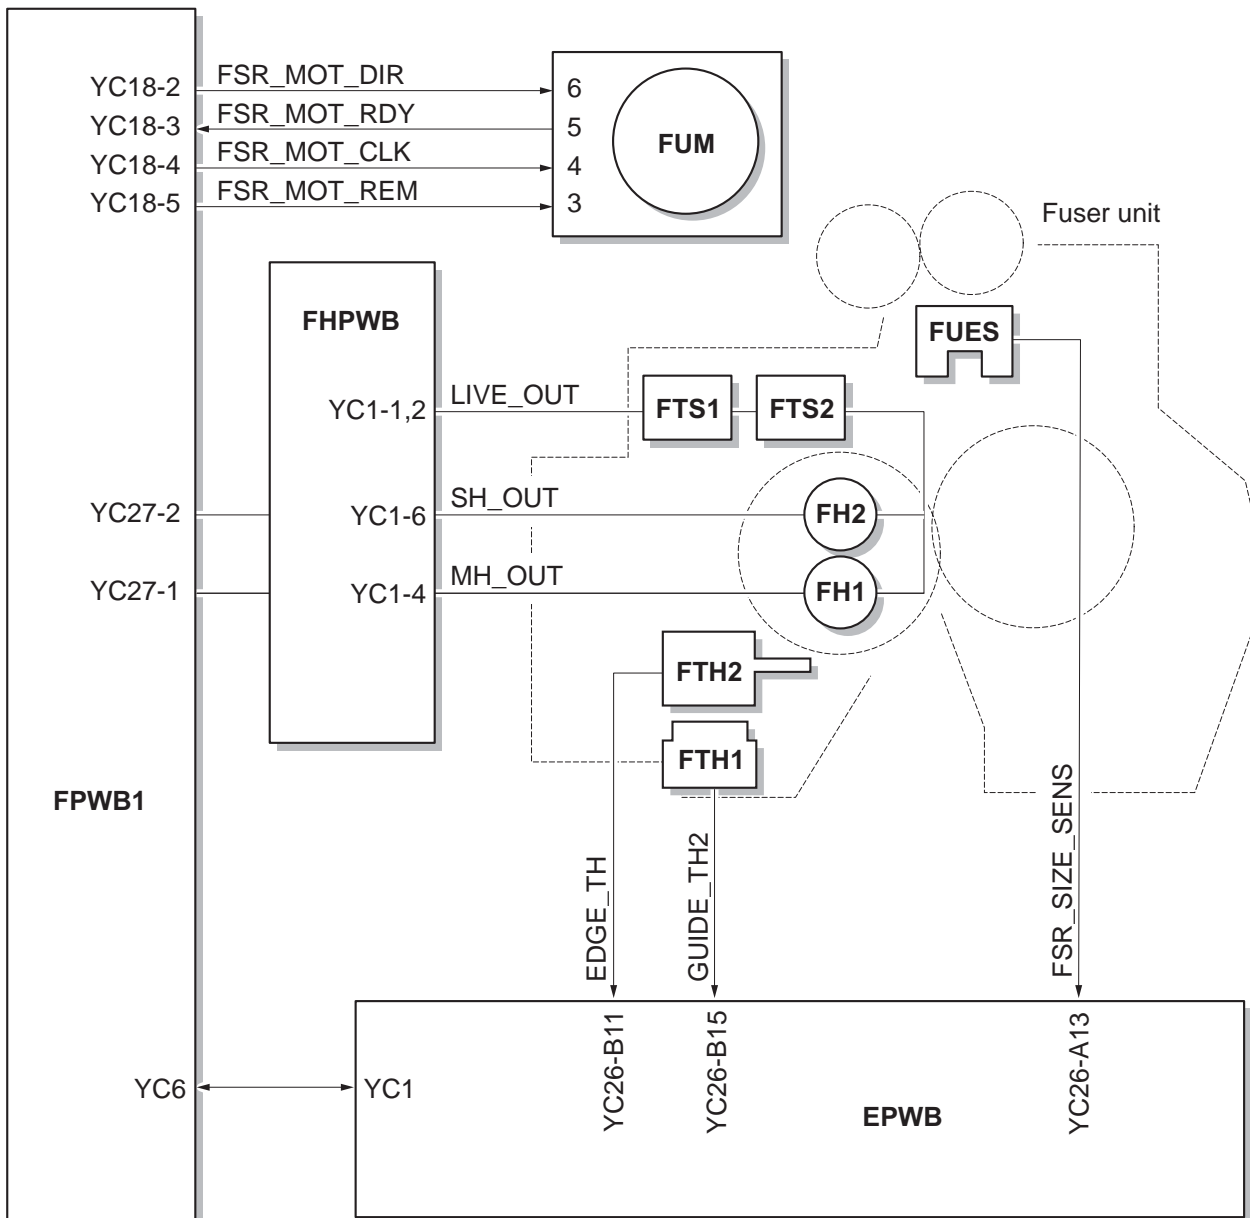 YC18-2 FSR_MOT_DIR 6
YC18-3 FSR_MOT_RDY 5
YC18-4 FSR_MOT_CLK 4
YC18-5 FSR_MOT_REM 3
FUM
Fuser unit
FHPWB
FUES
YC1-1,2 LIVE_OUT FTS1 FTS2
YC27-2 YC1-6 SH_OUT FH2
YC27-1 YC1-4 MH_OUT FH1
FTH2
FTH1
FPWB1
EDGE_TH
GUIDE_TH2
FSR_SIZE_SENS
YC26-B11
YC26-B15
YC26-A13
YC6 YC1
EPWB